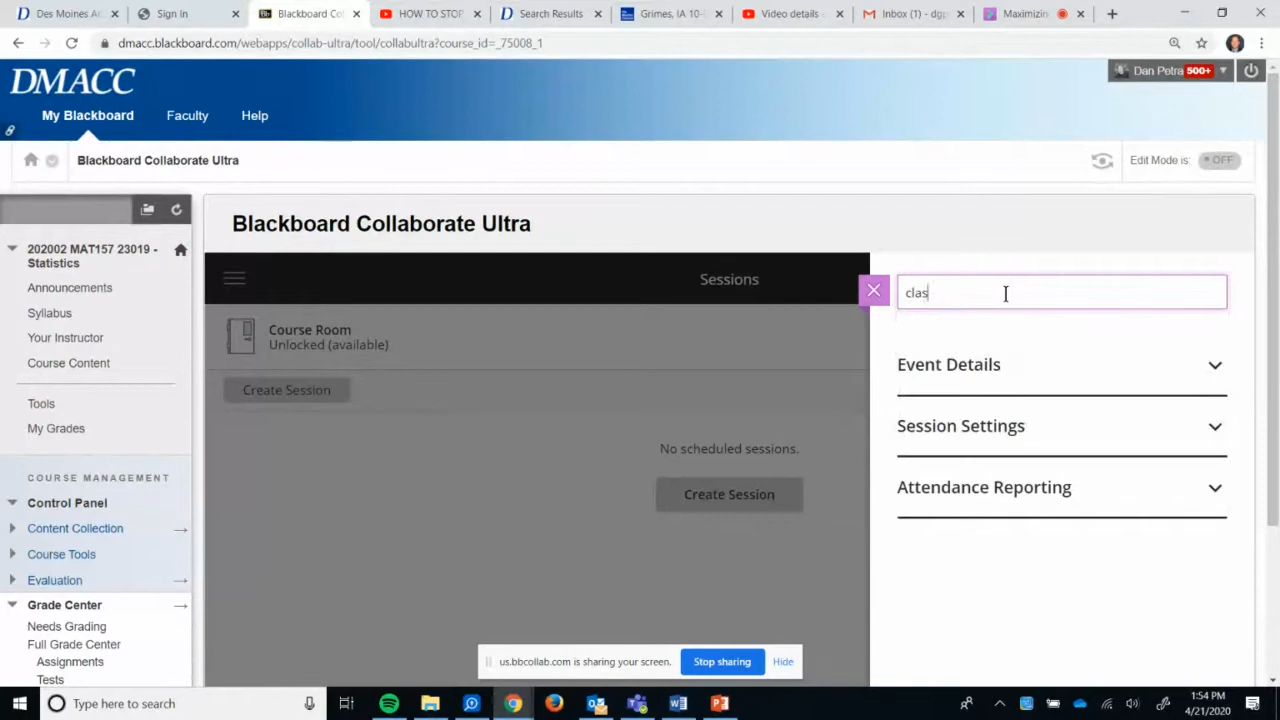 Des Moines A
Sign In
Blackboard Col
HOW TO STOP
Search Results
Grimes, IA 10-
Video details
Inbox (1) - dgp
Maximizin
dmacc.blackboard.com/webapps/collab-ultra/tool/collabultra?course_id=_75008_1
DMACC
Dan Potra 500+
My Blackboard Faculty Help
Blackboard Collaborate Ultra
Edit Mode is: OFF
202002 MAT157 23019 -
Statistics
Announcements
Syllabus
Your Instructor
Course Content
Tools
My Grades
COURSE MANAGEMENT
Control Panel
Content Collection
Course Tools
Evaluation
Grade Center
Needs Grading
Full Grade Center
Assignments
Tests
Blackboard Collaborate Ultra
Sessions
Course Room
Unlocked (available)
Create Session
No scheduled sessions.
Create Session
clas
Event Details
Session Settings
Attendance Reporting
us.bbcollab.com is sharing your screen.
Stop sharing
Hide
Type here to search
1:54 PM
4/21/2020